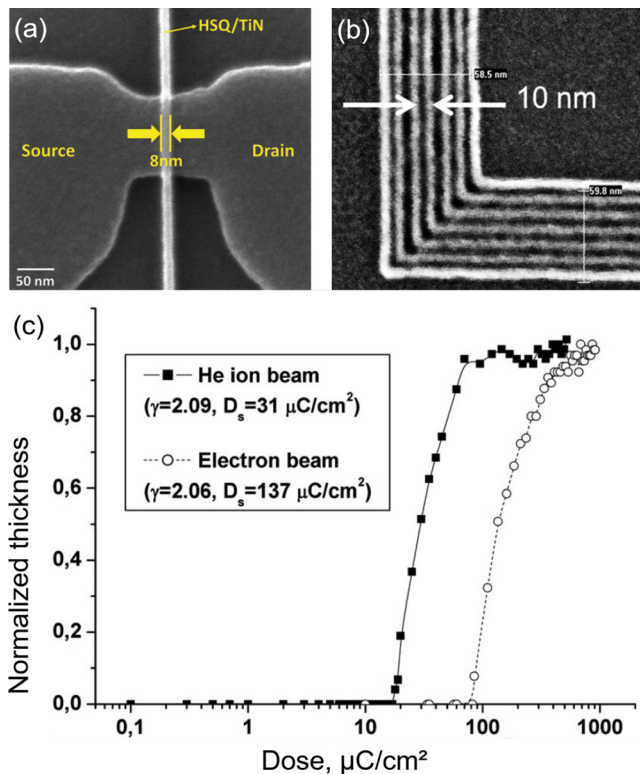 (a)
HSQ/TiN
Source
Drain
8nm
50 nm
(b)
58.5 nm
10 nm
59.8 nm
(c)
1,0
0,8
0,6
0,4
0,2
0,0
Normalized thickness
He ion beam
(γ=2.09, Ds=31 μC/cm²)
Electron beam
(γ=2.06, Ds=137 μC/cm²)
0,1 1 10 100 1000
Dose, μC/cm²